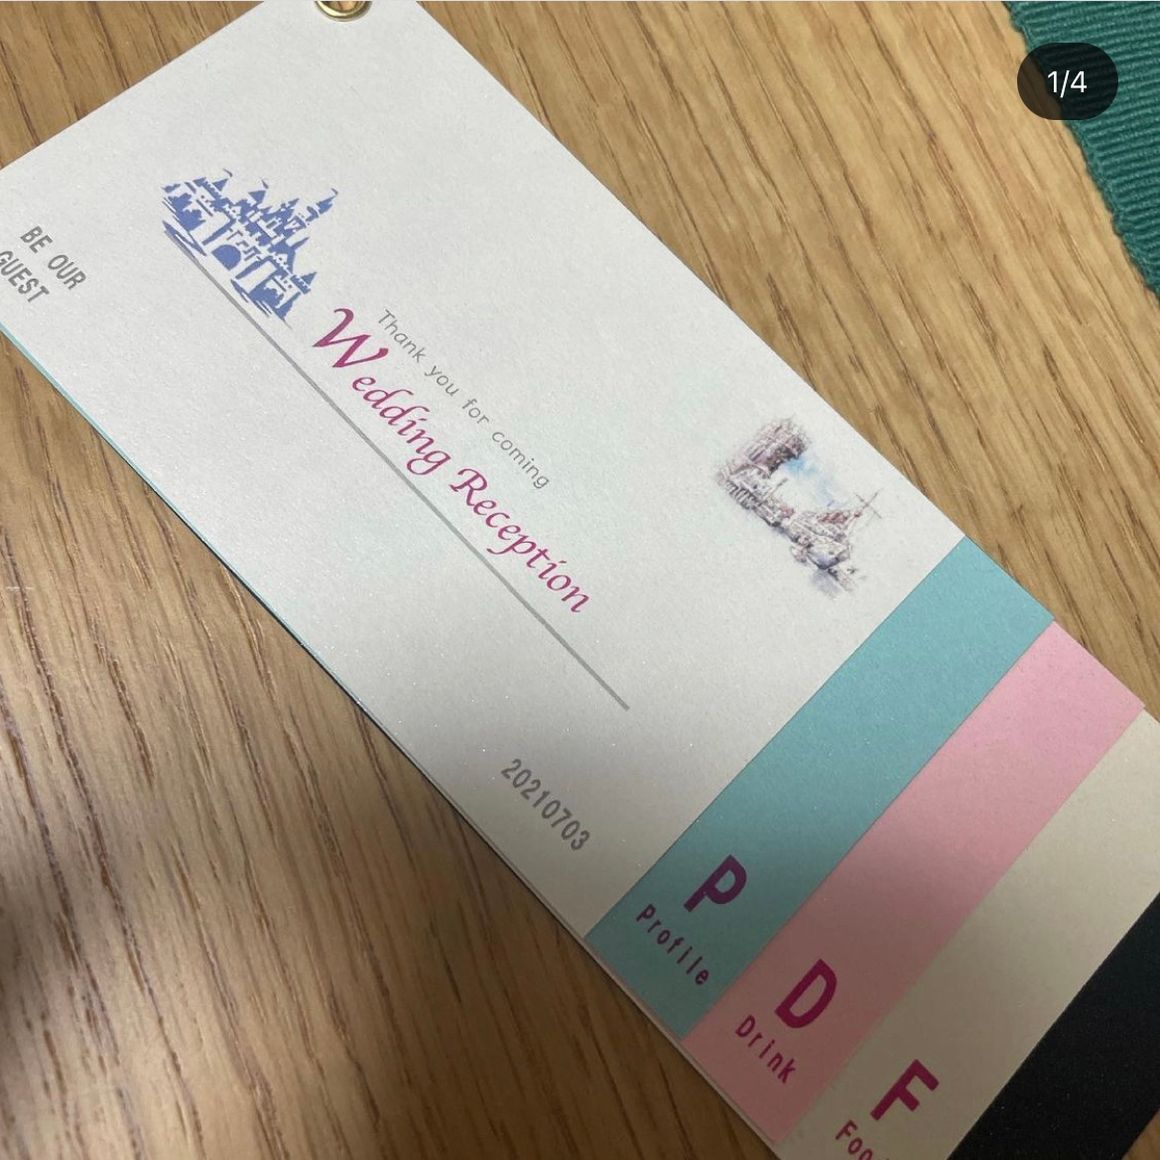 1/4
BE OUR
GUEST
Thank you for coming
Wedding Reception
20210703
P
Profile
D
Drink
F